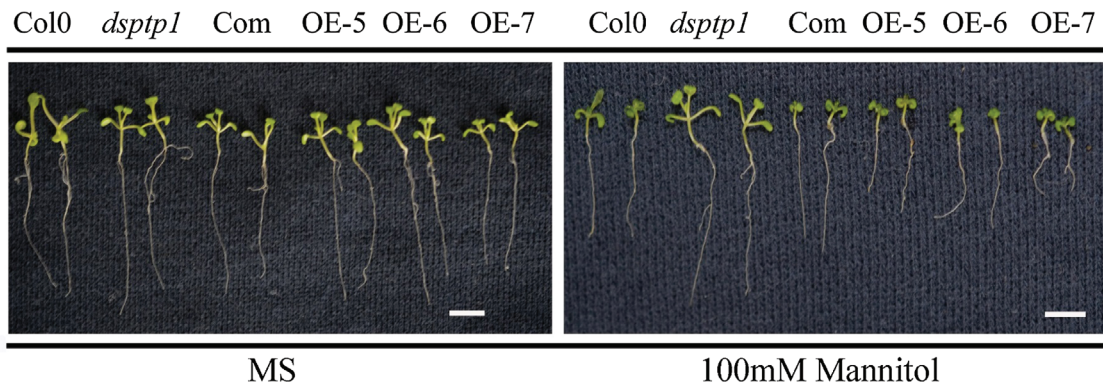 Col0 dsptp1 Com OE-5 OE-6 OE-7 Col0 dsptp1 Com OE-5 OE-6 OE-7
MS 100mM Mannitol